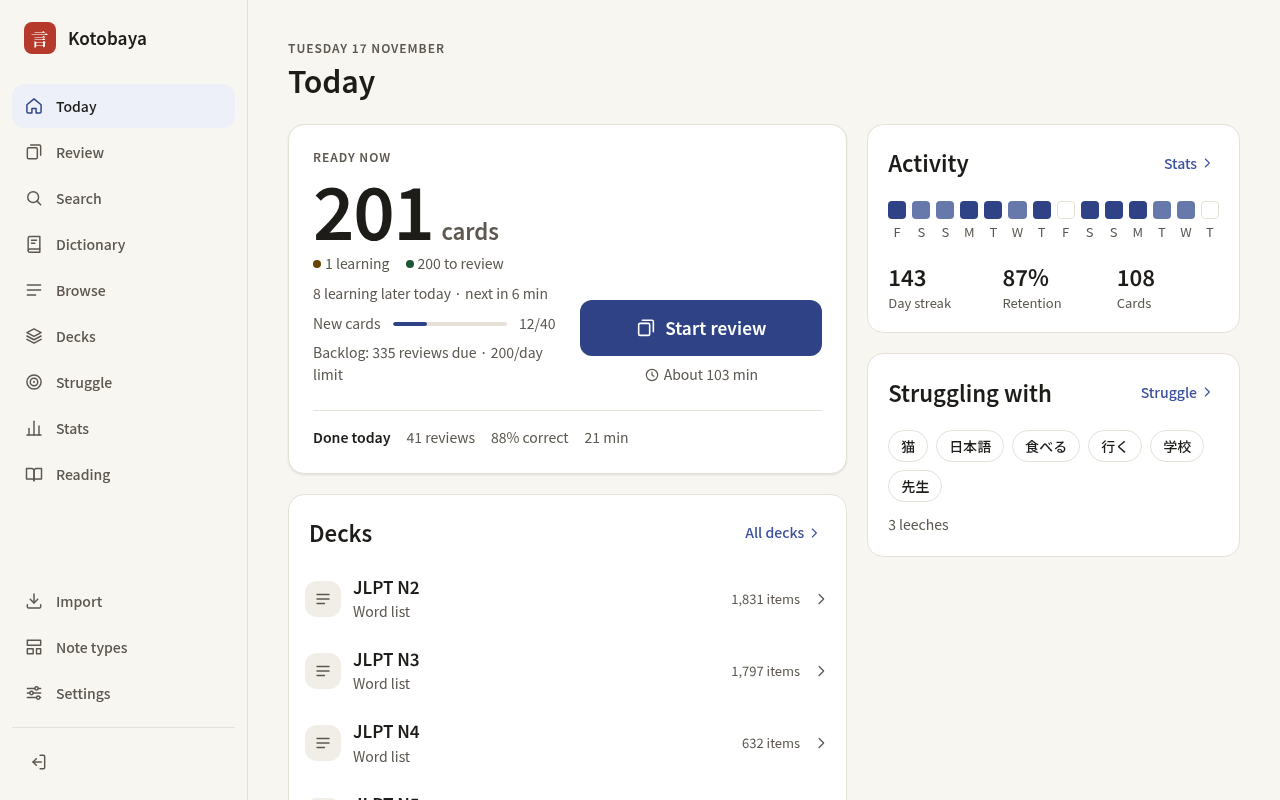 言 Kotobaya
Today
Review
Search
Dictionary
Browse
Decks
Struggle
Stats
Reading
Import
Note types
Settings
TUESDAY 17 NOVEMBER
Today
READY NOW
201 cards
1 learning 200 to review
8 learning later today · next in 6 min
New cards 12/40
Backlog: 335 reviews due · 200/day
limit
Start review
About 103 min
Done today 41 reviews 88% correct 21 min
Decks All decks
JLPT N2
Word list
1,831 items
JLPT N3
Word list
1,797 items
JLPT N4
Word list
632 items
Activity Stats
F S S M T W T F S S M T W T
143 87% 108
Day streak Retention Cards
Struggling with Struggle
猫 日本語 食べる 行く 学校
先生
3 leeches